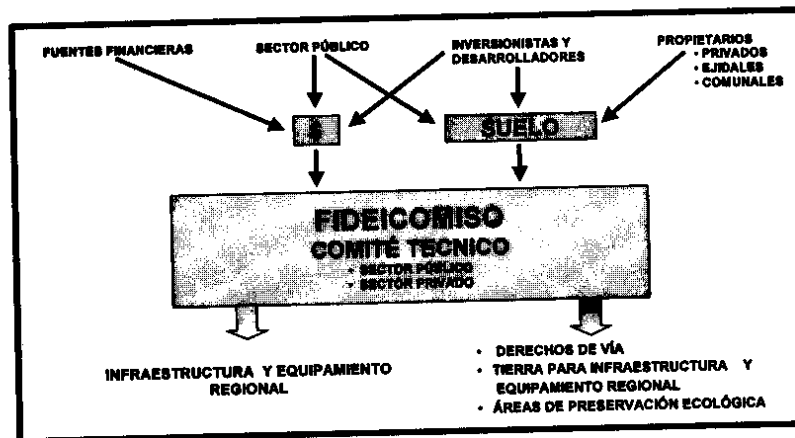 FUENTES FINANCIERAS
SECTOR PÚBLICO
INVERSIONISTAS Y
DESARROLLADORES
PROPIETARIOS
• PRIVADOS
• EJIDALES
• COMUNALES
$
SUELO
FIDEICOMISO
COMITÉ TECNICO
• SECTOR PÚBLICO
• SECTOR PRIVADO
INFRAESTRUCTURA Y EQUIPAMIENTO
REGIONAL
• DERECHOS DE VÍA
• TIERRA PARA INFRAESTRUCTURA Y
EQUIPAMIENTO REGIONAL
• ÁREAS DE PRESERVACIÓN ECOLÓGICA